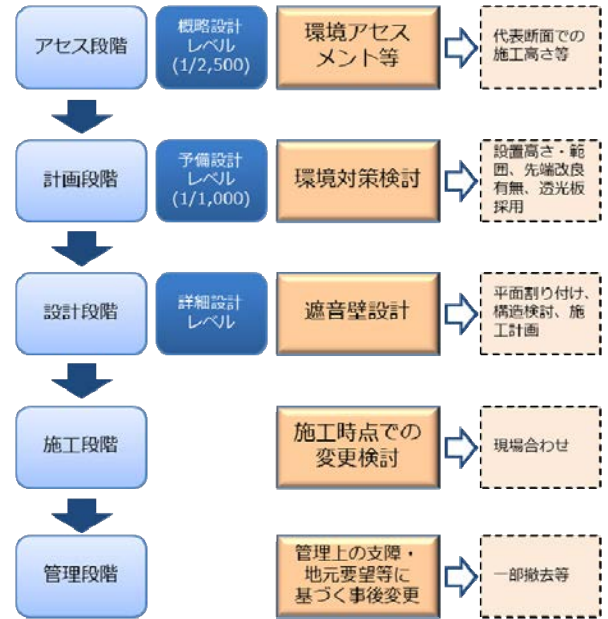 アセス段階
概略設計
レベル
(1/2,500)
環境アセス
メント等
代表断面での
施工高さ等
計画段階
予備設計
レベル
(1/1,000)
環境対策検討
設置高さ・範
囲、先端改良
有無、透光板
採用
設計段階
詳細設計
レベル
遮音壁設計
平面割り付け、
構造検討、施
工計画
施工段階
施工時点での
変更検討
現場合わせ
管理段階
管理上の支障・
地元要望等に
基づく事後変更
一部撤去等